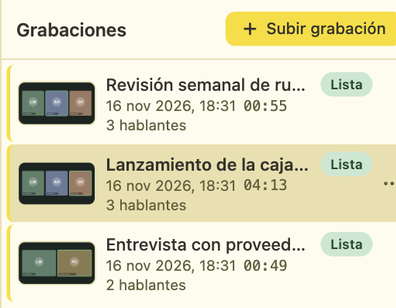 Grabaciones
+ Subir grabación
Revisión semanal de ru...
Lista
16 nov 2026, 18:31 00:55
3 hablantes
Lanzamiento de la caja...
Lista
16 nov 2026, 18:31 04:13
3 hablantes
Entrevista con proveed...
Lista
16 nov 2026, 18:31 00:49
2 hablantes